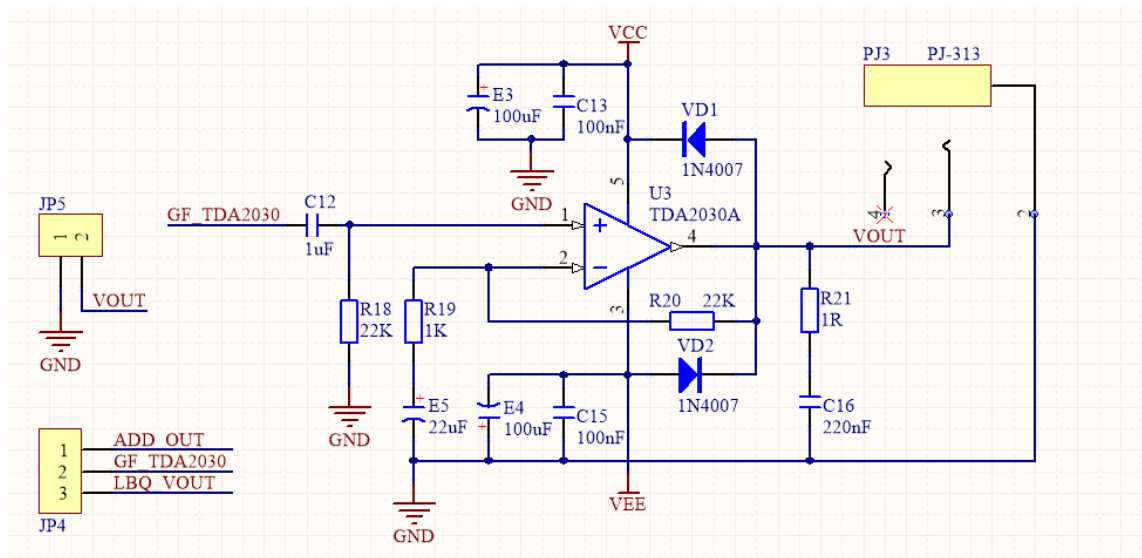 VCC
PJ3 PJ-313
E3
100uF
C13
100nF
VD1
1N4007
GND
5
U3
TDA2030A
JP5
1 2
VOUT
GND
GF_TDA2030
C12
1uF
1
2
4
3
+
−
R18
22K
GND
R19
1K
R20 22K
VD2
1N4007
E5
22uF
E4
100uF
C15
100nF
VOUT
4
3
2
R21
1R
C16
220nF
JP4
1 ADD_OUT
2 GF_TDA2030
3 LBQ_VOUT
GND
VEE